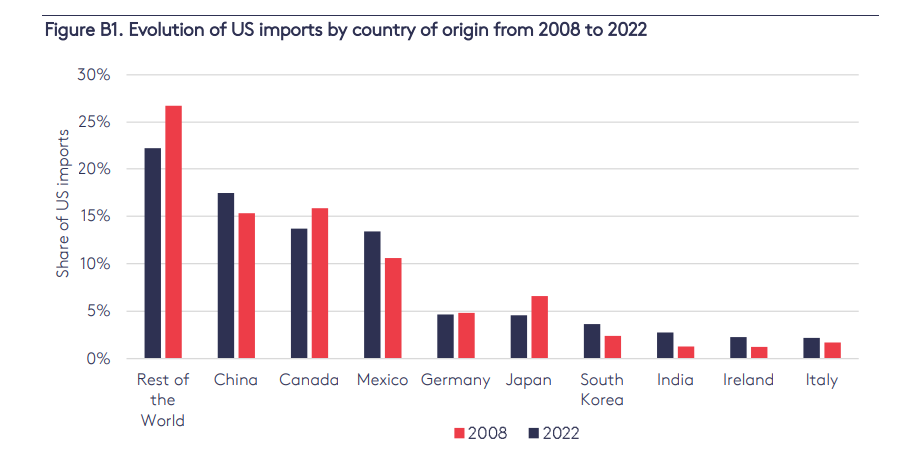 Figure B1. Evolution of US imports by country of origin from 2008 to 2022
30%
25%
20%
15%
10%
5%
0%
Share of US imports
Rest of the World
China
Canada
Mexico
Germany
Japan
South Korea
India
Ireland
Italy
2008
2022